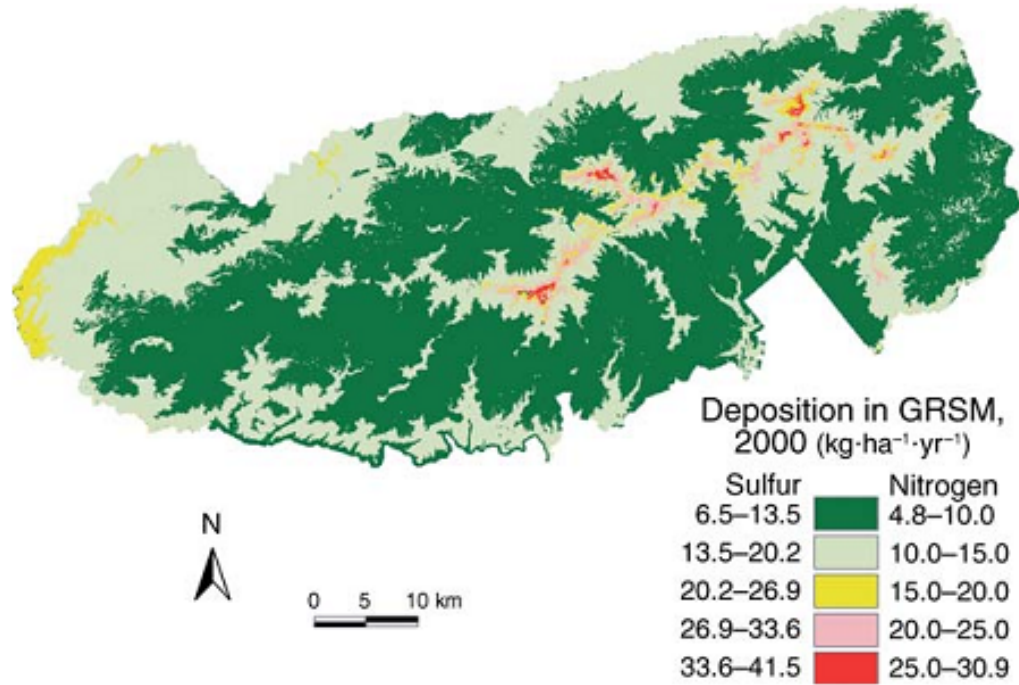 Deposition in GRSM,
2000 (kg·ha⁻¹·yr⁻¹)
Sulfur Nitrogen
6.5–13.5 4.8–10.0
13.5–20.2 10.0–15.0
20.2–26.9 15.0–20.0
26.9–33.6 20.0–25.0
33.6–41.5 25.0–30.9
N
0 5 10 km